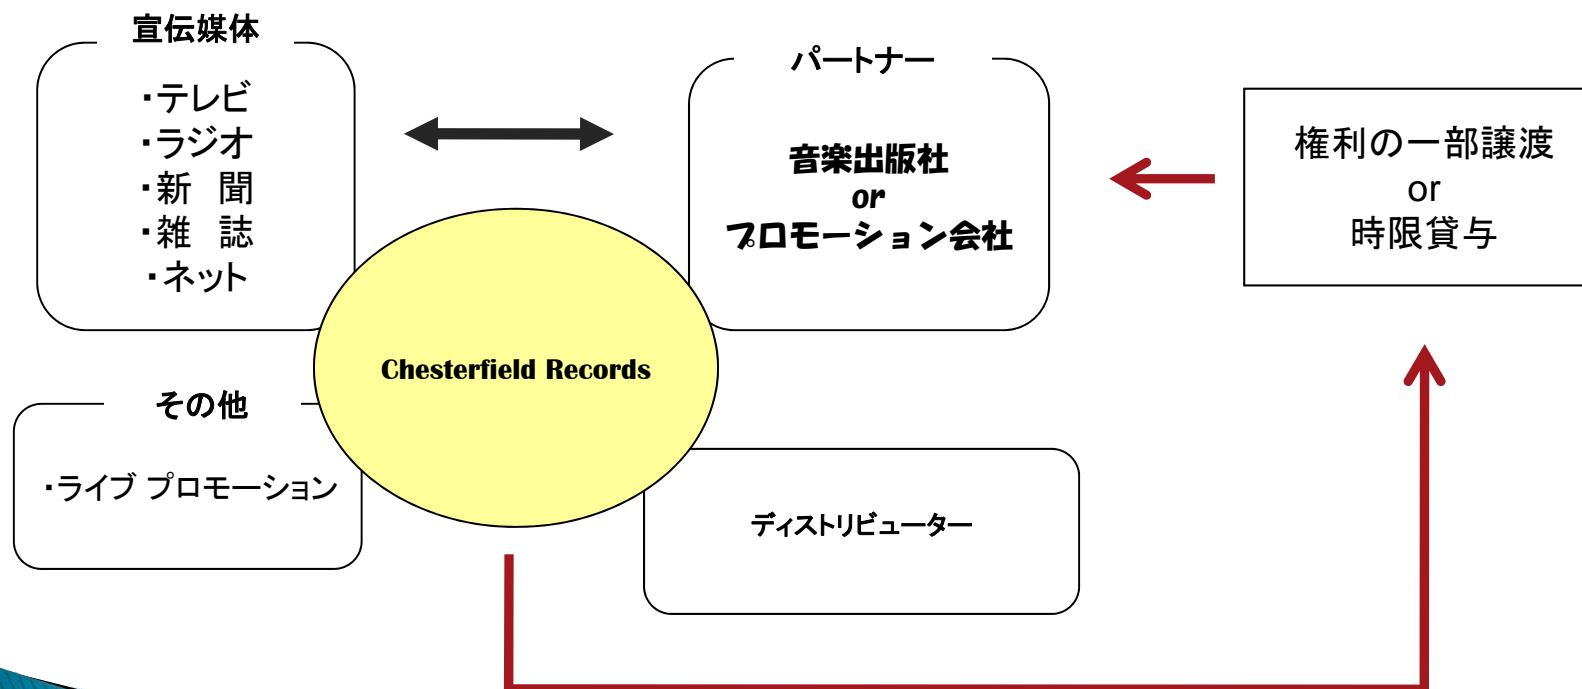 宣伝媒体
・テレビ
・ラジオ
・新　聞
・雑　誌
・ネット
パートナー
音楽出版社
or
プロモーション会社
権利の一部譲渡
or
時限貸与
Chesterfield Records
その他
・ライブ プロモーション
ディストリビューター